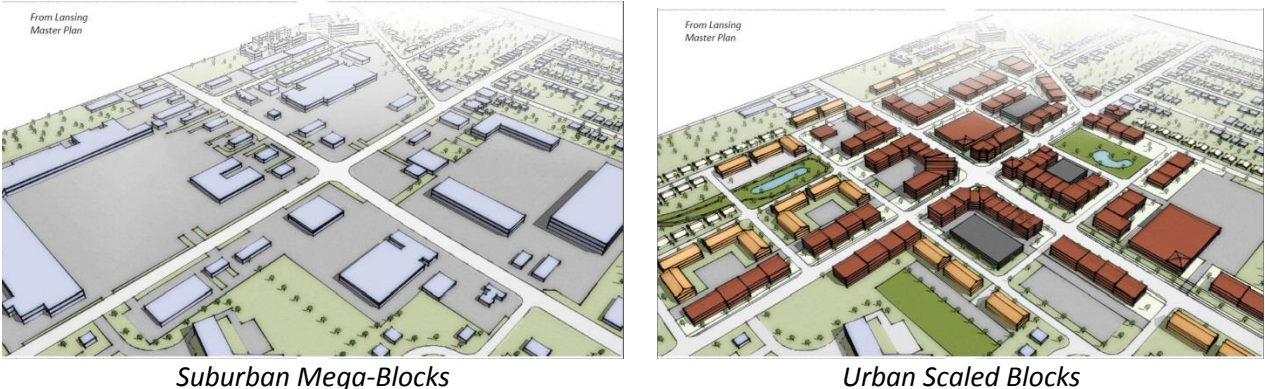 From Lansing
Master Plan
From Lansing
Master Plan
Suburban Mega-Blocks
Urban Scaled Blocks